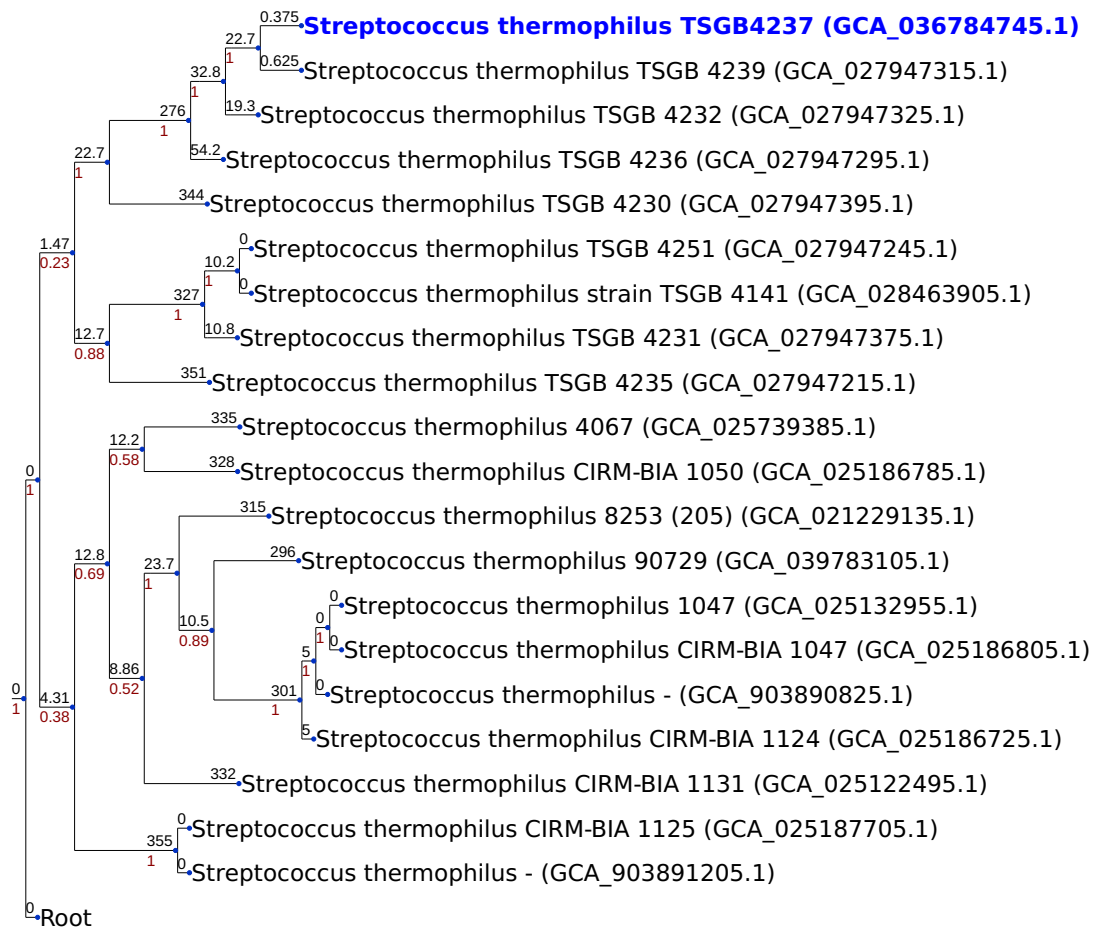 0.375
Streptococcus thermophilus TSGB4237 (GCA_036784745.1)
22.7
1
0.625
Streptococcus thermophilus TSGB 4239 (GCA_027947315.1)
32.8
1
19.3
Streptococcus thermophilus TSGB 4232 (GCA_027947325.1)
276
1
54.2
Streptococcus thermophilus TSGB 4236 (GCA_027947295.1)
22.7
1
344
Streptococcus thermophilus TSGB 4230 (GCA_027947395.1)
1.47
0.23
0
Streptococcus thermophilus TSGB 4251 (GCA_027947245.1)
10.2
1
0
Streptococcus thermophilus strain TSGB 4141 (GCA_028463905.1)
327
1
10.8
Streptococcus thermophilus TSGB 4231 (GCA_027947375.1)
12.7
0.88
351
Streptococcus thermophilus TSGB 4235 (GCA_027947215.1)
335
Streptococcus thermophilus 4067 (GCA_025739385.1)
12.2
0.58
328
Streptococcus thermophilus CIRM-BIA 1050 (GCA_025186785.1)
0
1
315
Streptococcus thermophilus 8253 (205) (GCA_021229135.1)
12.8
0.69
23.7
1
296
Streptococcus thermophilus 90729 (GCA_039783105.1)
0
Streptococcus thermophilus 1047 (GCA_025132955.1)
10.5
0.89
0
1
0
Streptococcus thermophilus CIRM-BIA 1047 (GCA_025186805.1)
5
1
0
Streptococcus thermophilus - (GCA_903890825.1)
8.86
0.52
301
1
0
1
4.31
0.38
5
Streptococcus thermophilus CIRM-BIA 1124 (GCA_025186725.1)
332
Streptococcus thermophilus CIRM-BIA 1131 (GCA_025122495.1)
0
Streptococcus thermophilus CIRM-BIA 1125 (GCA_025187705.1)
355
1
0
Streptococcus thermophilus - (GCA_903891205.1)
0
Root